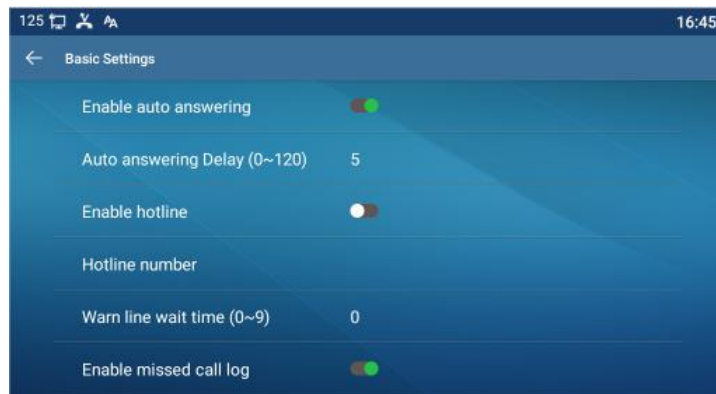 125 AA 16:45
Basic Settings
Enable auto answering
Auto answering Delay (0~120) 5
Enable hotline
Hotline number
Warn line wait time (0~9) 0
Enable missed call log